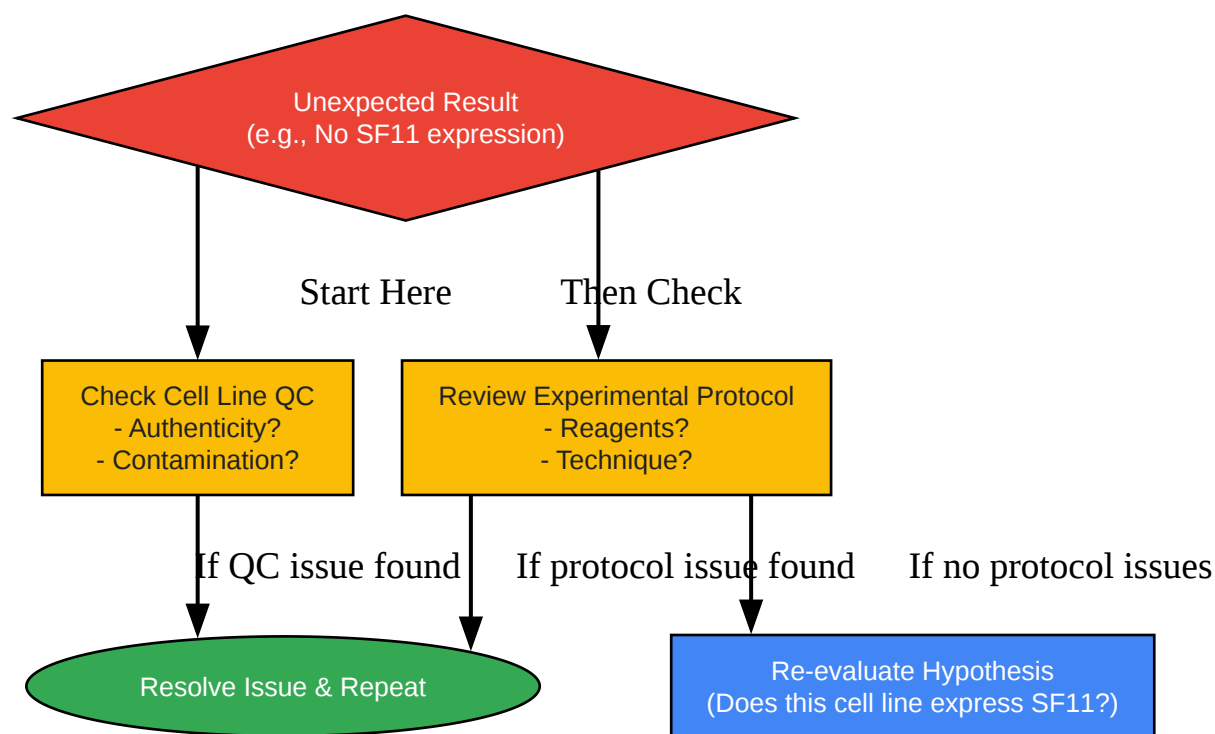 Unexpected Result
(e.g., No SF11 expression)
Start Here
Then Check
Check Cell Line QC
- Authenticity?
- Contamination?
Review Experimental Protocol
- Reagents?
- Technique?
If QC issue found
If protocol issue found
If no protocol issues
Resolve Issue & Repeat
Re-evaluate Hypothesis
(Does this cell line express SF11?)